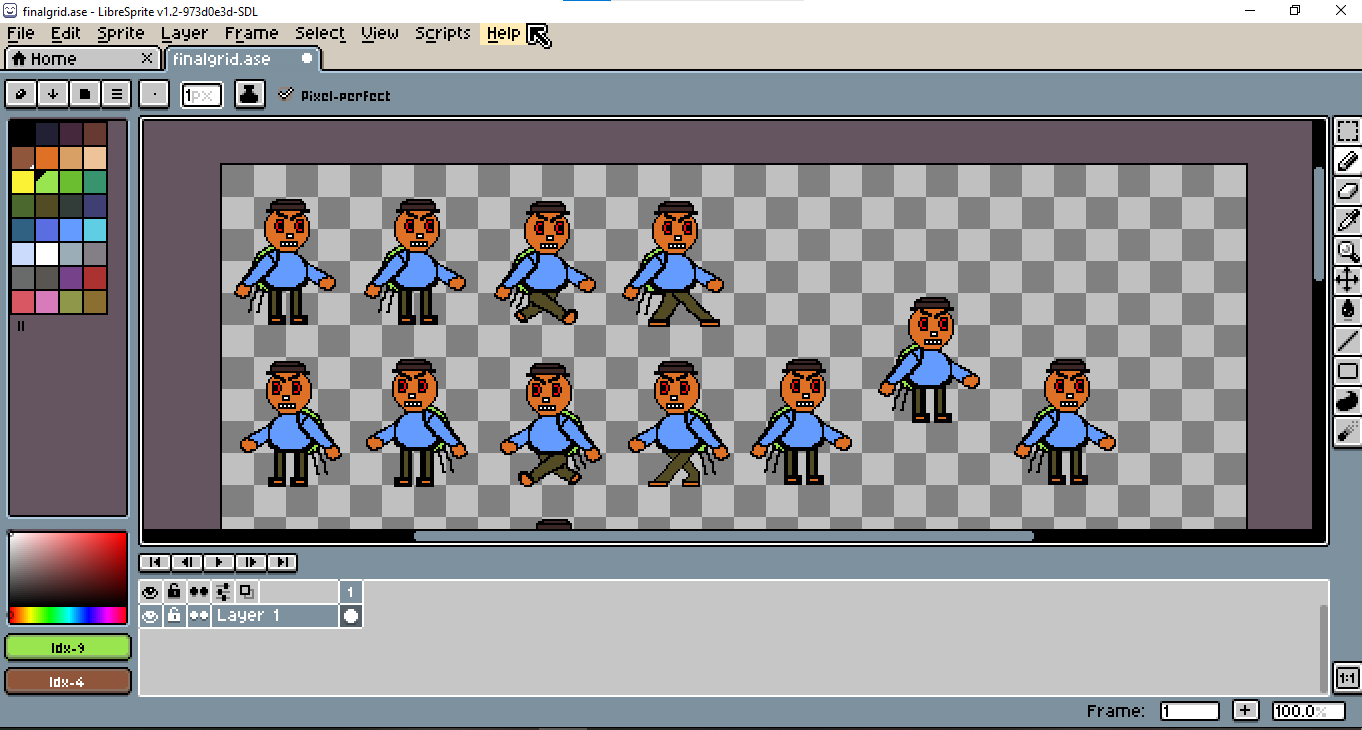 finalgrid.ase - LibreSprite v1.2-973d0e3d-SDL
File Edit Sprite Layer Frame Select View Scripts Help
Home finalgrid.ase
1px Pixel-perfect
1
Layer 1
Idx-9
Idx-4
1:1
Frame: 1 + 100.0%